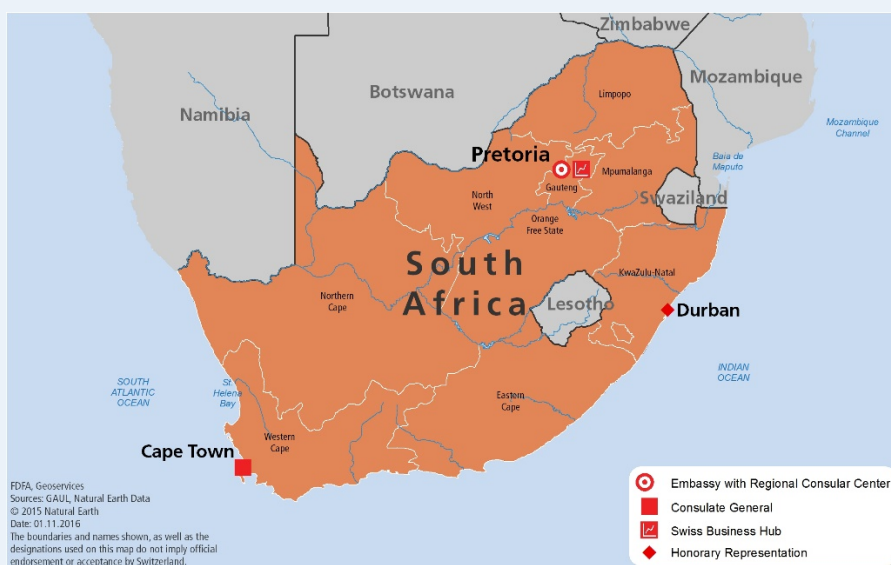 Zimbabwe
Mozambique
Botswana
Namibia
Limpopo
Mozambique
Channel
Pretoria
Baia de
Maputo
Mpumalanga
Gauteng
Swaziland
North
West
Orange
Free State
South
Africa
KwaZulu-Natal
Northern
Cape
Lesotho
Durban
INDIAN
OCEAN
SOUTH
ATLANTIC
OCEAN
St.
Helena
Bay
Eastern
Cape
Western
Cape
Cape Town
FDFA, Geoservices
Sources: GAUL, Natural Earth Data
© 2015 Natural Earth
Date: 01.11.2016
The boundaries and names shown, as well as the
designations used on this map do not imply official
endorsement or acceptance by Switzerland.
Embassy with Regional Consular Center
Consulate General
Swiss Business Hub
Honorary Representation